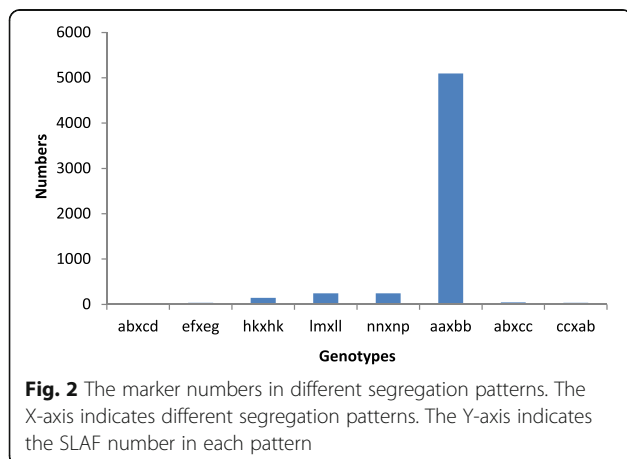 6000
5000
4000
3000
2000
1000
0
Numbers
abxcd efxeg hkxhk lmxll nnxnp aaxbb abxcc ccxab
Genotypes
Fig. 2 The marker numbers in different segregation patterns. The
X-axis indicates different segregation patterns. The Y-axis indicates
the SLAF number in each pattern